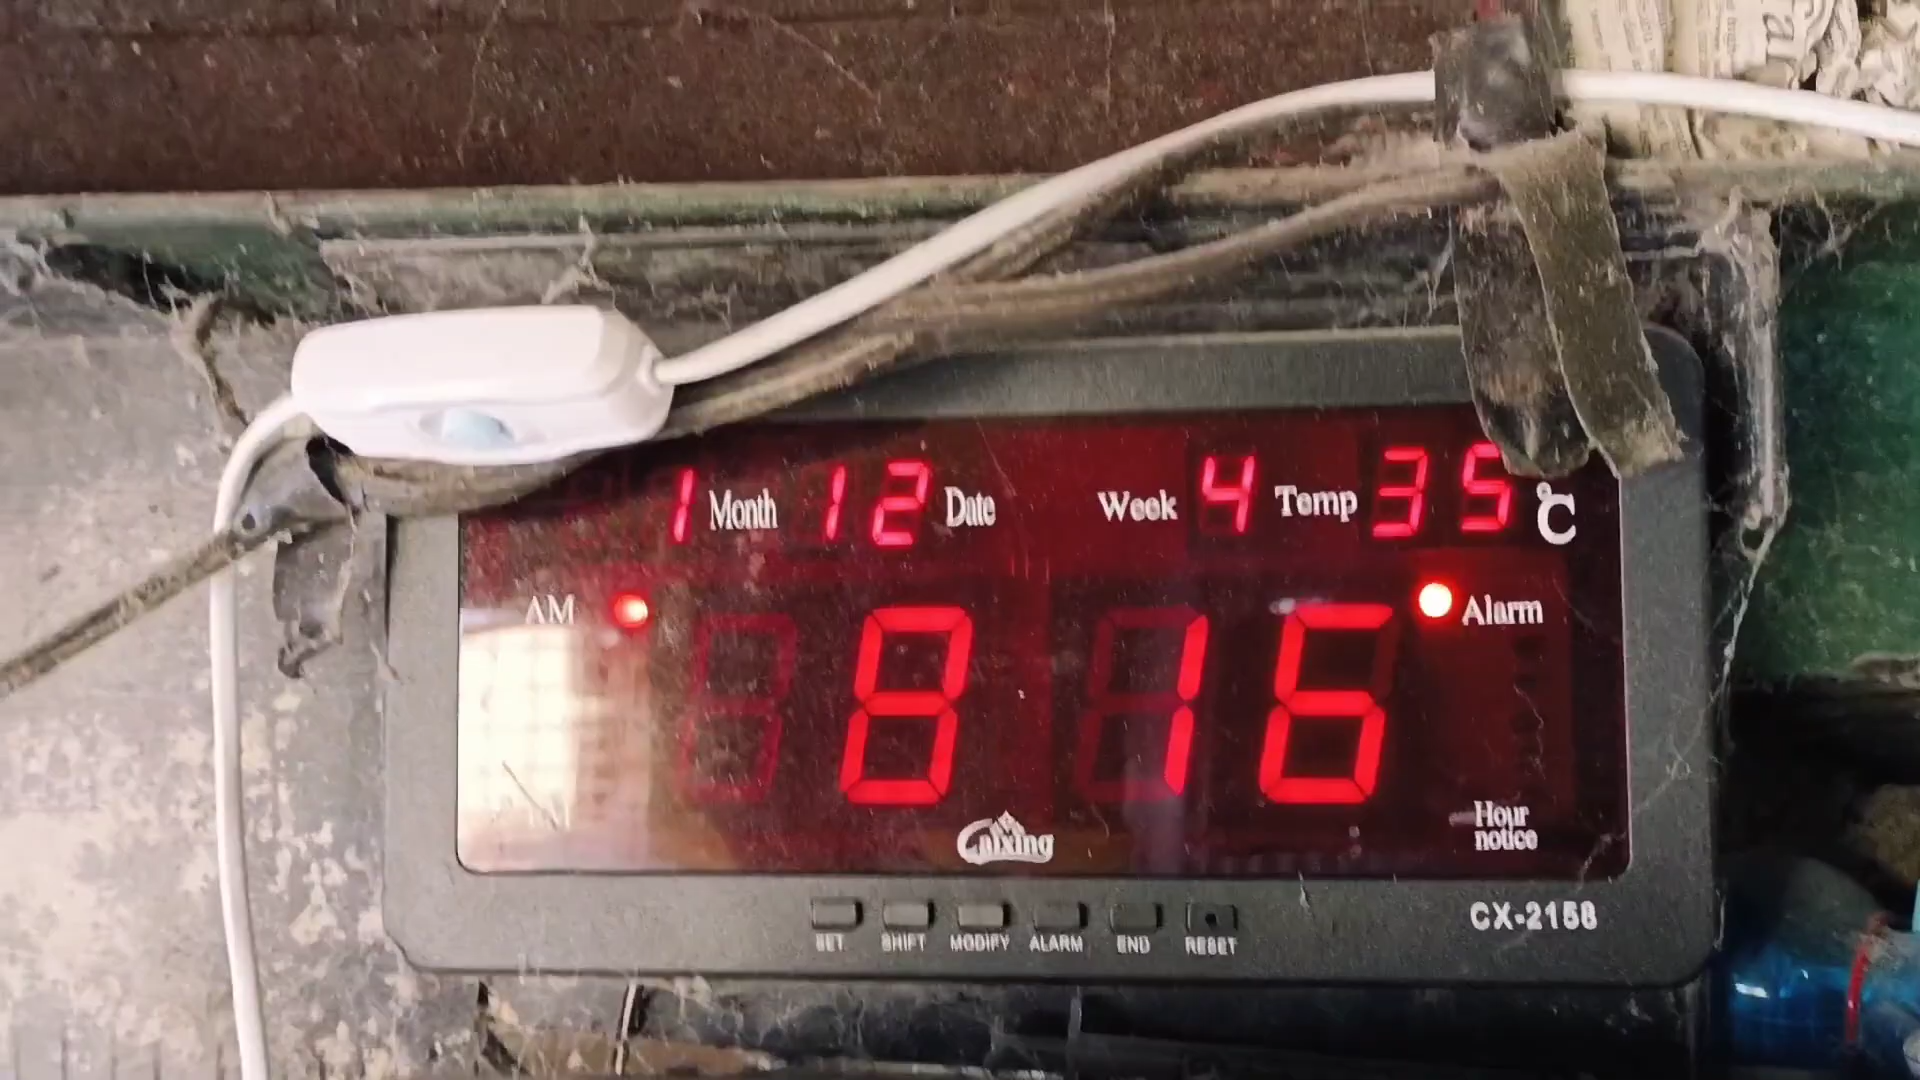 1 Month 12 Date Week 4 Temp 35 °C
AM Alarm
8 16
Caixing
Hour
notice
CX-2158
SET SHIFT MODIFY ALARM END RESET